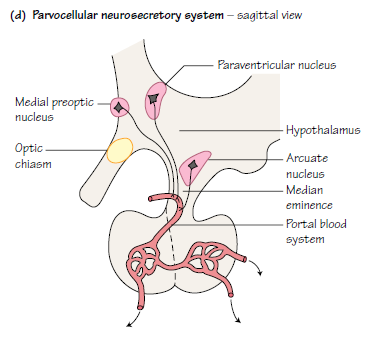 (d) Parvocellular neurosecretory system – sagittal view
Paraventricular nucleus
Medial preoptic
nucleus
Hypothalamus
Optic
chiasm
Arcuate
nucleus
Median
eminence
Portal blood
system